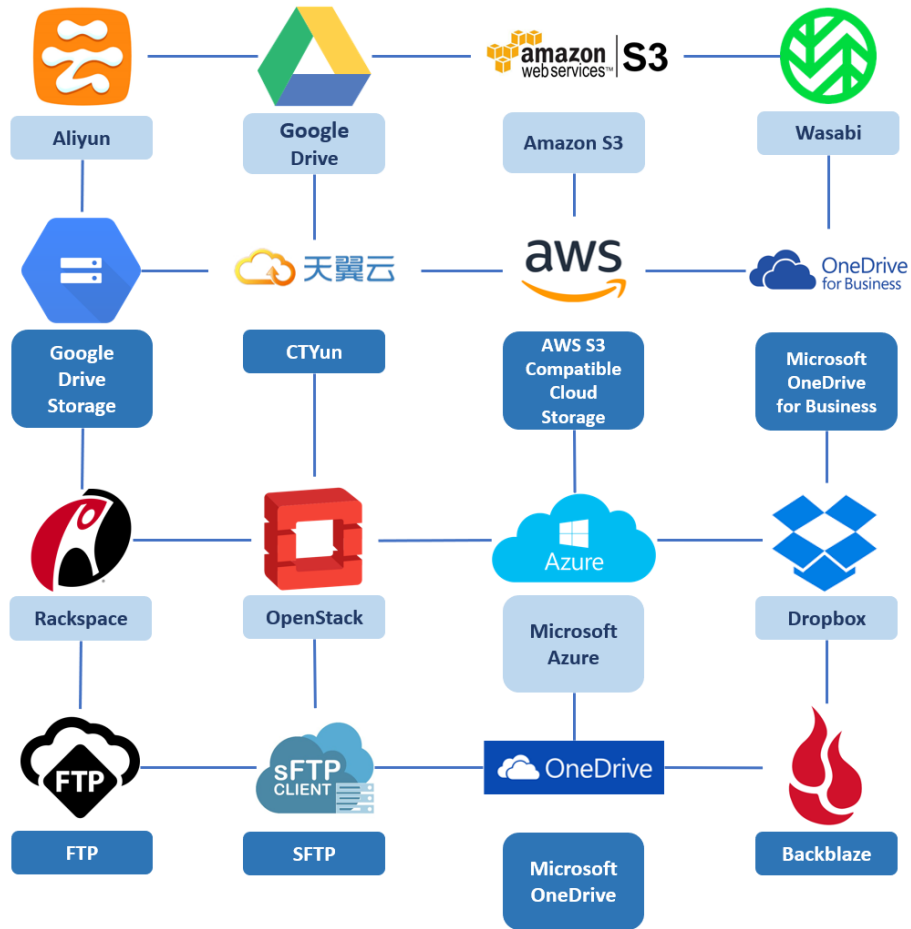 amazon
web services™
S3
Aliyun
Google
Drive
Amazon S3
Wasabi
天翼云
aws
OneDrive
for Business
Google
Drive
Storage
CTYun
AWS S3
Compatible
Cloud
Storage
Microsoft
OneDrive
for Business
Azure
Rackspace
OpenStack
Microsoft
Azure
Dropbox
FTP
sFTP
CLIENT
OneDrive
FTP
SFTP
Microsoft
OneDrive
Backblaze